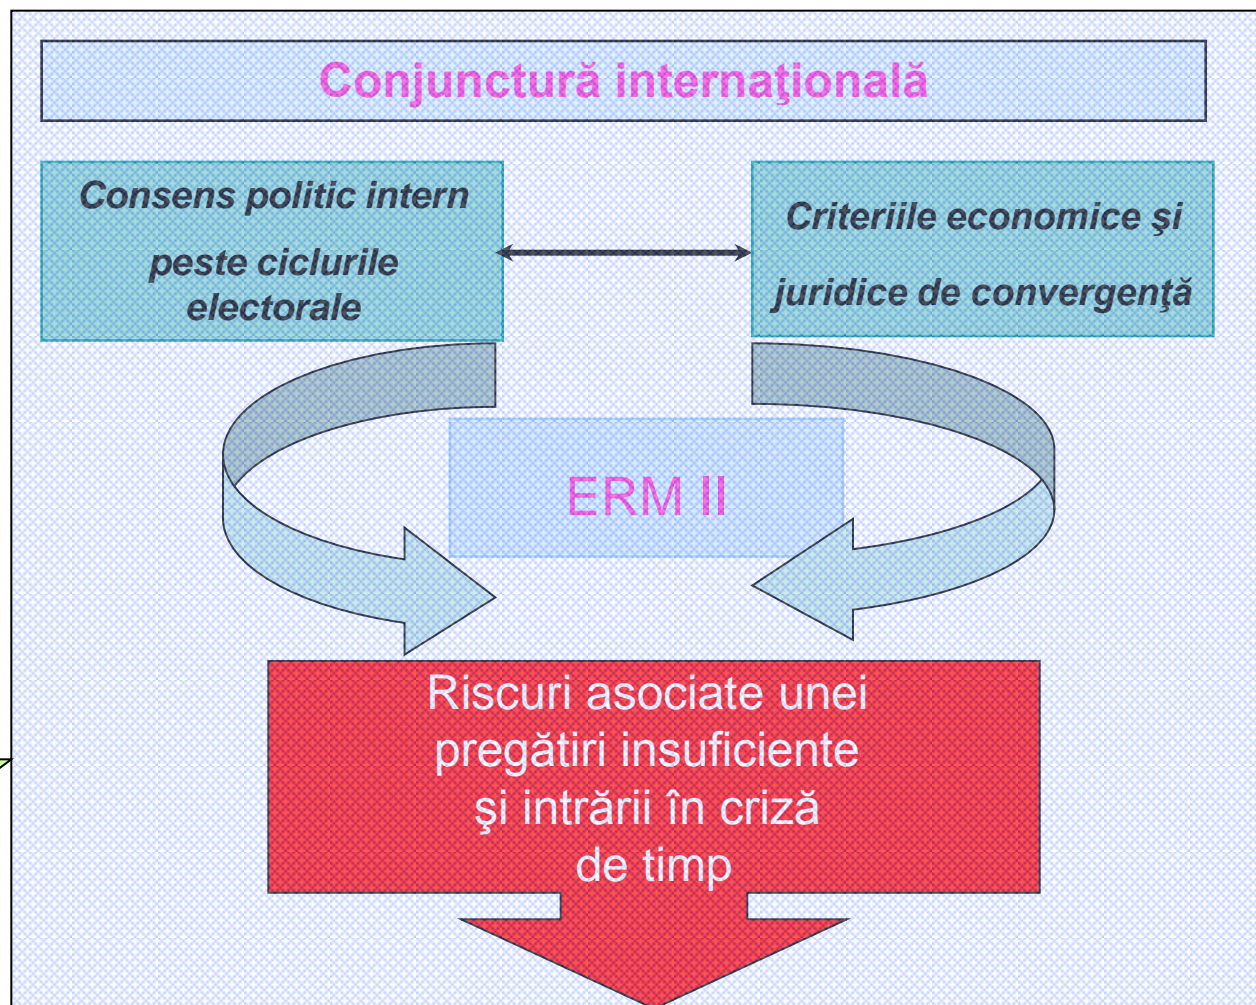 Conjunctură internaţională
Consens politic intern
peste ciclurile
electorale
Criteriile economice şi
juridice de convergenţă
ERM II
Riscuri asociate unei
pregătiri insuficiente
şi intrării în criză
de timp